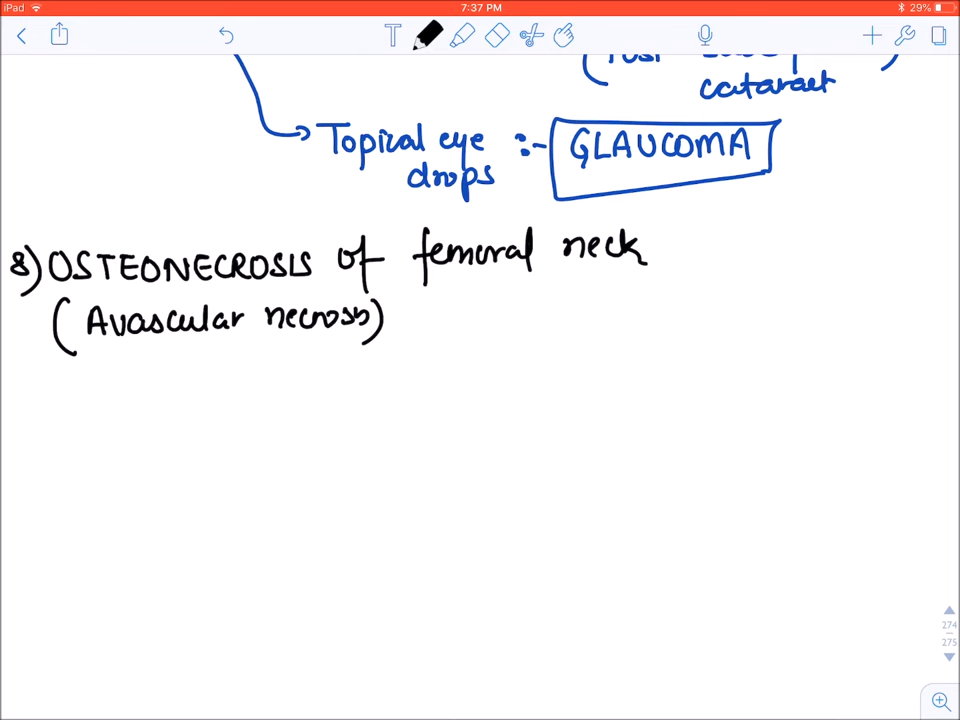 iPad 7:37 PM 29%
T
cataract
Topical eye :- GLAUCOMA
drops
8) OSTEONECROSIS of femoral neck
(Avascular necrosis)
274
275